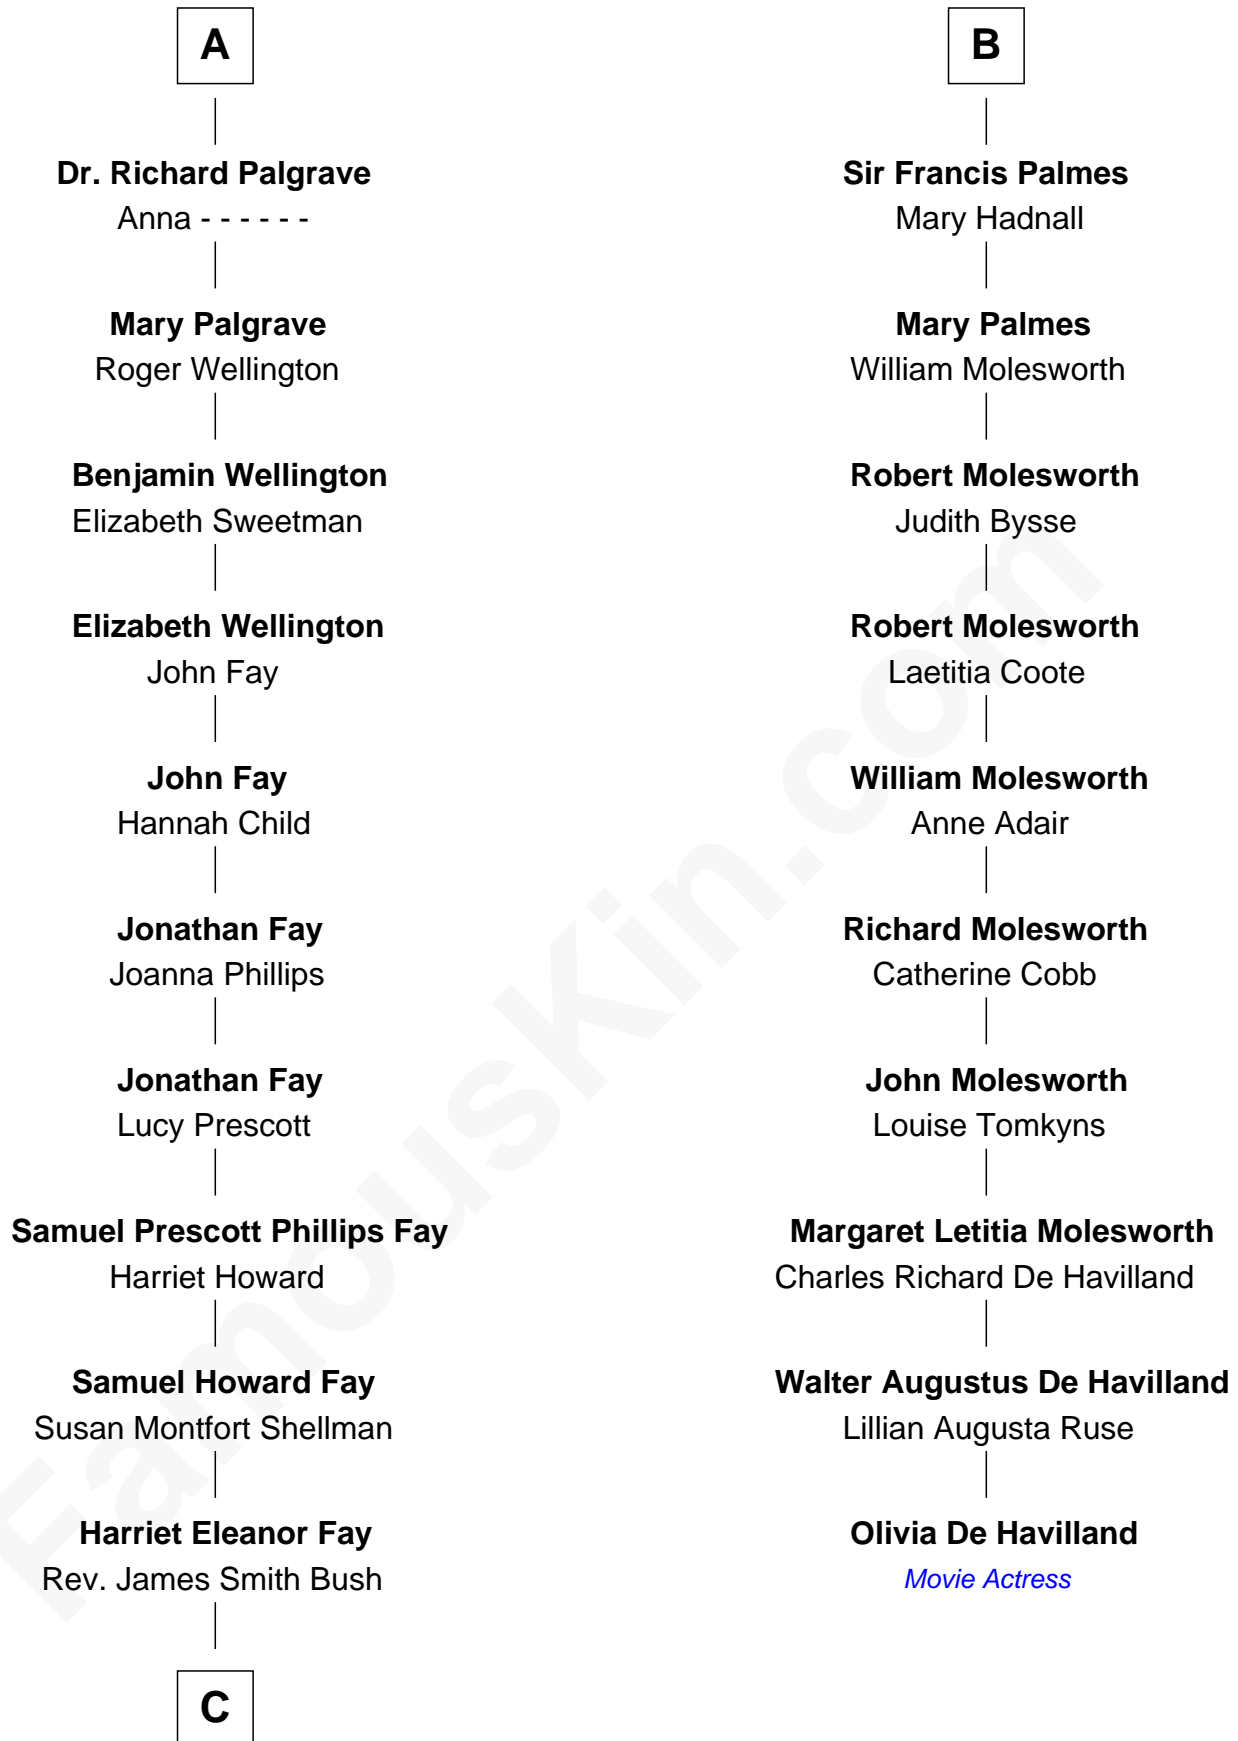 A
Dr. Richard Palgrave
Anna - - - - - -
Mary Palgrave
Roger Wellington
Benjamin Wellington
Elizabeth Sweetman
Elizabeth Wellington
John Fay
John Fay
Hannah Child
Jonathan Fay
Joanna Phillips
Jonathan Fay
Lucy Prescott
Samuel Prescott Phillips Fay
Harriet Howard
Samuel Howard Fay
Susan Montfort Shellman
Harriet Eleanor Fay
Rev. James Smith Bush
C
B
Sir Francis Palmes
Mary Hadnall
Mary Palmes
William Molesworth
Robert Molesworth
Judith Bysse
Robert Molesworth
Laetitia Coote
William Molesworth
Anne Adair
Richard Molesworth
Catherine Cobb
John Molesworth
Louise Tomkyns
Margaret Letitia Molesworth
Charles Richard De Havilland
Walter Augustus De Havilland
Lillian Augusta Ruse
Olivia De Havilland
Movie Actress
FamousKin.com